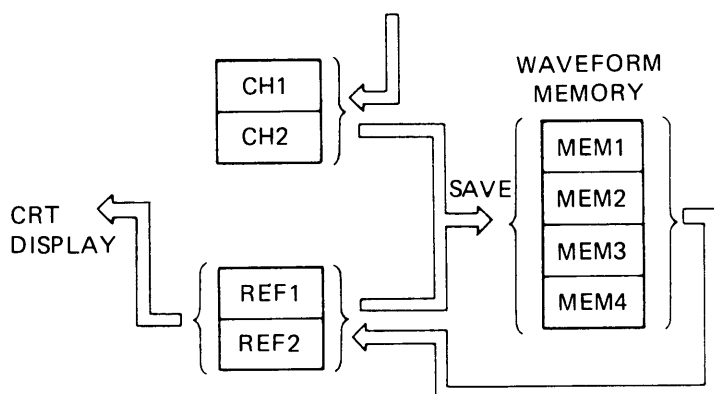 CH1
CH2
WAVEFORM
MEMORY
MEM1
MEM2
MEM3
MEM4
SAVE
CRT
DISPLAY
REF1
REF2